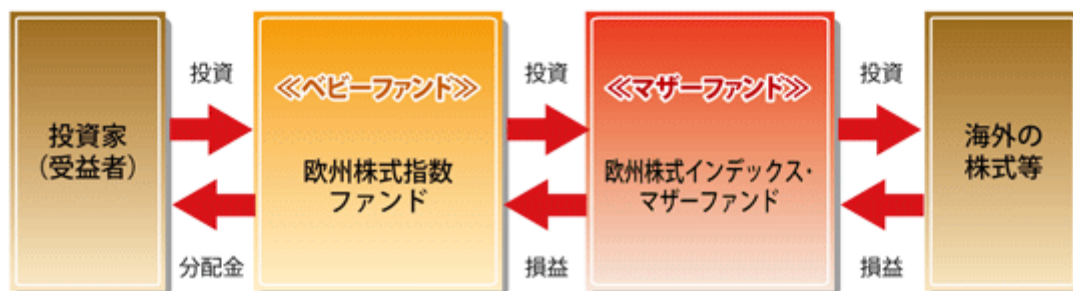 投資家
(受益者)
投資
分配金
≪ベビーファンド≫
欧州株式指数
ファンド
投資
損益
≪マザーファンド≫
欧州株式インデックス・
マザーファンド
投資
損益
海外の
株式等